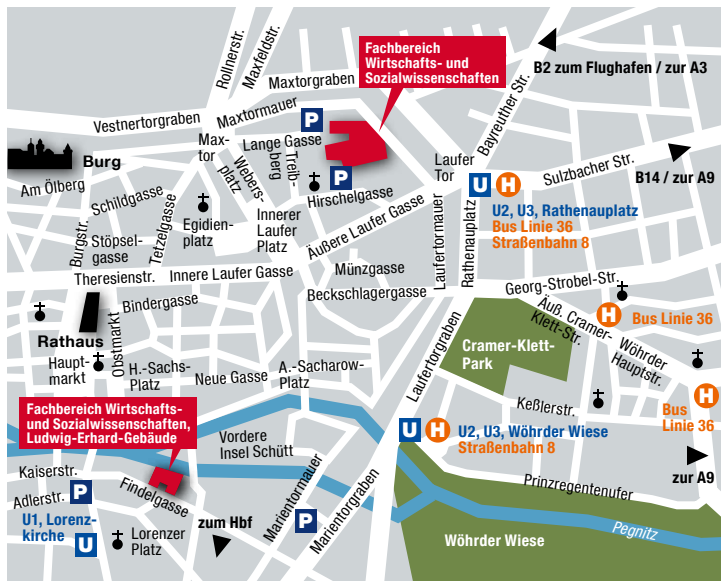 Rollnerstr.
Maxfeldstr.
Fachbereich
Wirtschafts- und
Sozialwissenschaften
B2 zum Flughafen / zur A3
Maxtorgraben
Vestnertorgraben
Maxtormauer
P
Bayreuther Str.
Max-
tor
Lange Gasse
Webers-
platz
Treib-
berg
P
Laufer
Tor
Sulzbacher Str.
B14 / zur A9
Burg
Am Ölberg
Schildgasse
Hirschelgasse
U H
U2, U3, Rathenauplatz
Bus Linie 36
Straßenbahn 8
Burgstr.
Stöpsel-
gasse
Tetzelgasse
Egidien-
platz
Innerer
Laufer
Platz
Äußere Laufer Gasse
Laufertormauer
Rathenauplatz
Theresienstr.
Innere Laufer Gasse
Münzgasse
Beckschlagergasse
Georg-Strobel-Str.
Bindergasse
Rathaus
Obstmarkt
Haupt-
markt
H.-Sachs-
Platz
Neue Gasse
A.-Sacharow-
Platz
Laufertorgraben
Cramer-Klett-
Park
Äuß. Cramer-
Klett-Str.
H
Bus Linie 36
Wöhrder
Hauptstr.
H
Bus
Linie 36
Keßlerstr.
Fachbereich Wirtschafts-
und Sozialwissenschaften,
Ludwig-Erhard-Gebäude
Vordere
Insel Schütt
U H
U2, U3, Wöhrder Wiese
Straßenbahn 8
zur A9
Kaiserstr.
Adlerstr.
P
Findelgasse
U1, Lorenz-
kirche
U
Lorenzer
Platz
zum Hbf
Marientormauer
P
Marientorgraben
Prinzregentenufer
Pegnitz
Wöhrder Wiese